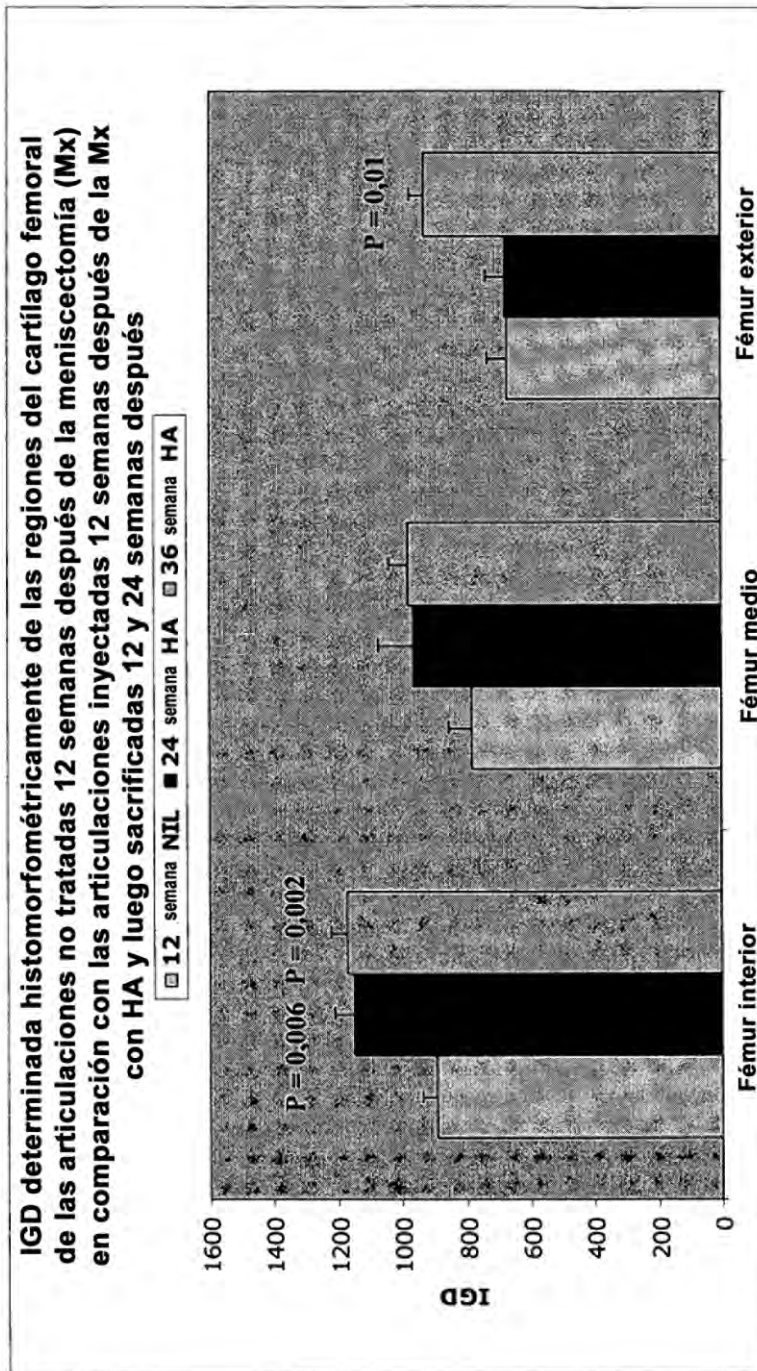 IGD determinada histomorfométricamente de las regiones del cartílago femoral
de las articulaciones no tratadas 12 semanas después de la meniscectomía (Mx)
en comparación con las articulaciones inyectadas 12 semanas después de la Mx
con HA y luego sacrificadas 12 y 24 semanas después
12 semana NIL 24 semana HA 36 semana HA
IGD
1600
1400
1200
1000
800
600
400
200
0
P = 0,006 P = 0,002
P = 0,01
Fémur interior
Fémur medio
Fémur exterior